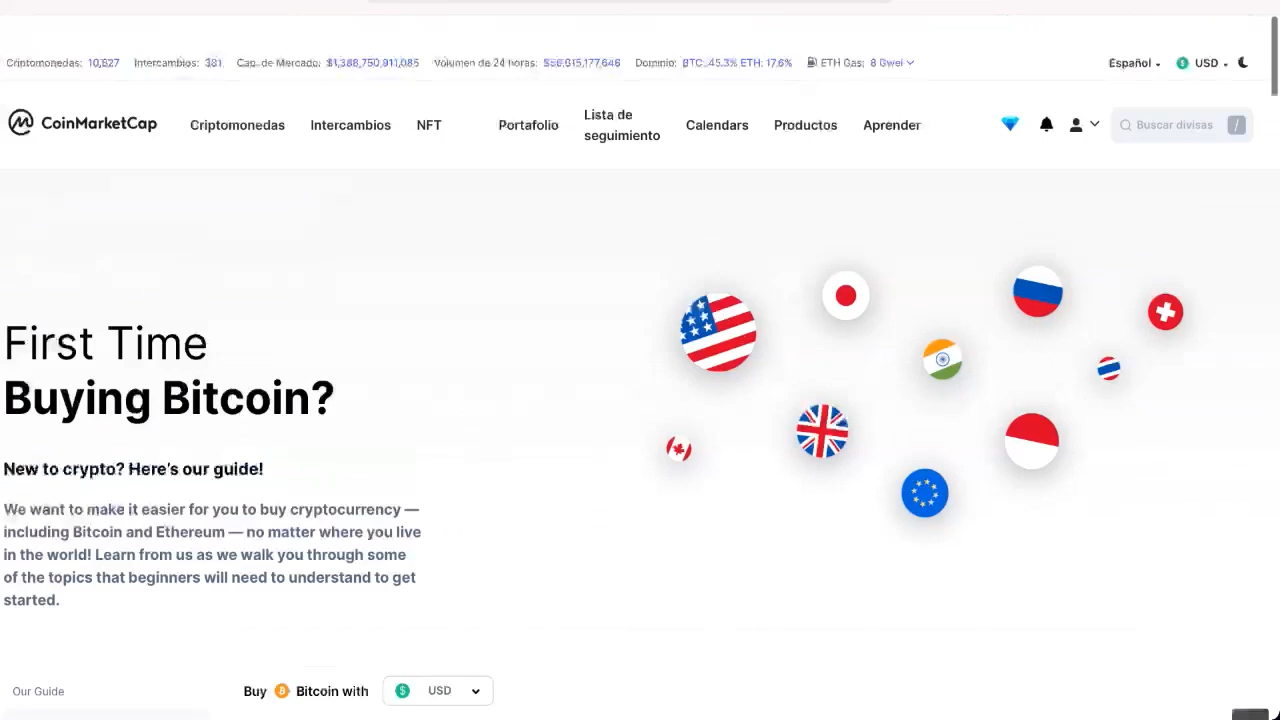 Criptomonedas: 10,827 Intercambios: 381 Cap. de Mercado: $1,388,750,911,085 Volumen de 24 horas: Dominio: BTC: 45.3% ETH: 17.6% ETH Gas: 8 Gwei Español USD
CoinMarketCap Criptomonedas Intercambios NFT Portafolio Lista de seguimiento Calendars Productos Aprender Buscar divisas /
First Time
Buying Bitcoin?
New to crypto? Here's our guide!
We want to make it easier for you to buy cryptocurrency —
including Bitcoin and Ethereum — no matter where you live
in the world! Learn from us as we walk you through some
of the topics that beginners will need to understand to get
started.
Our Guide Buy Bitcoin with USD